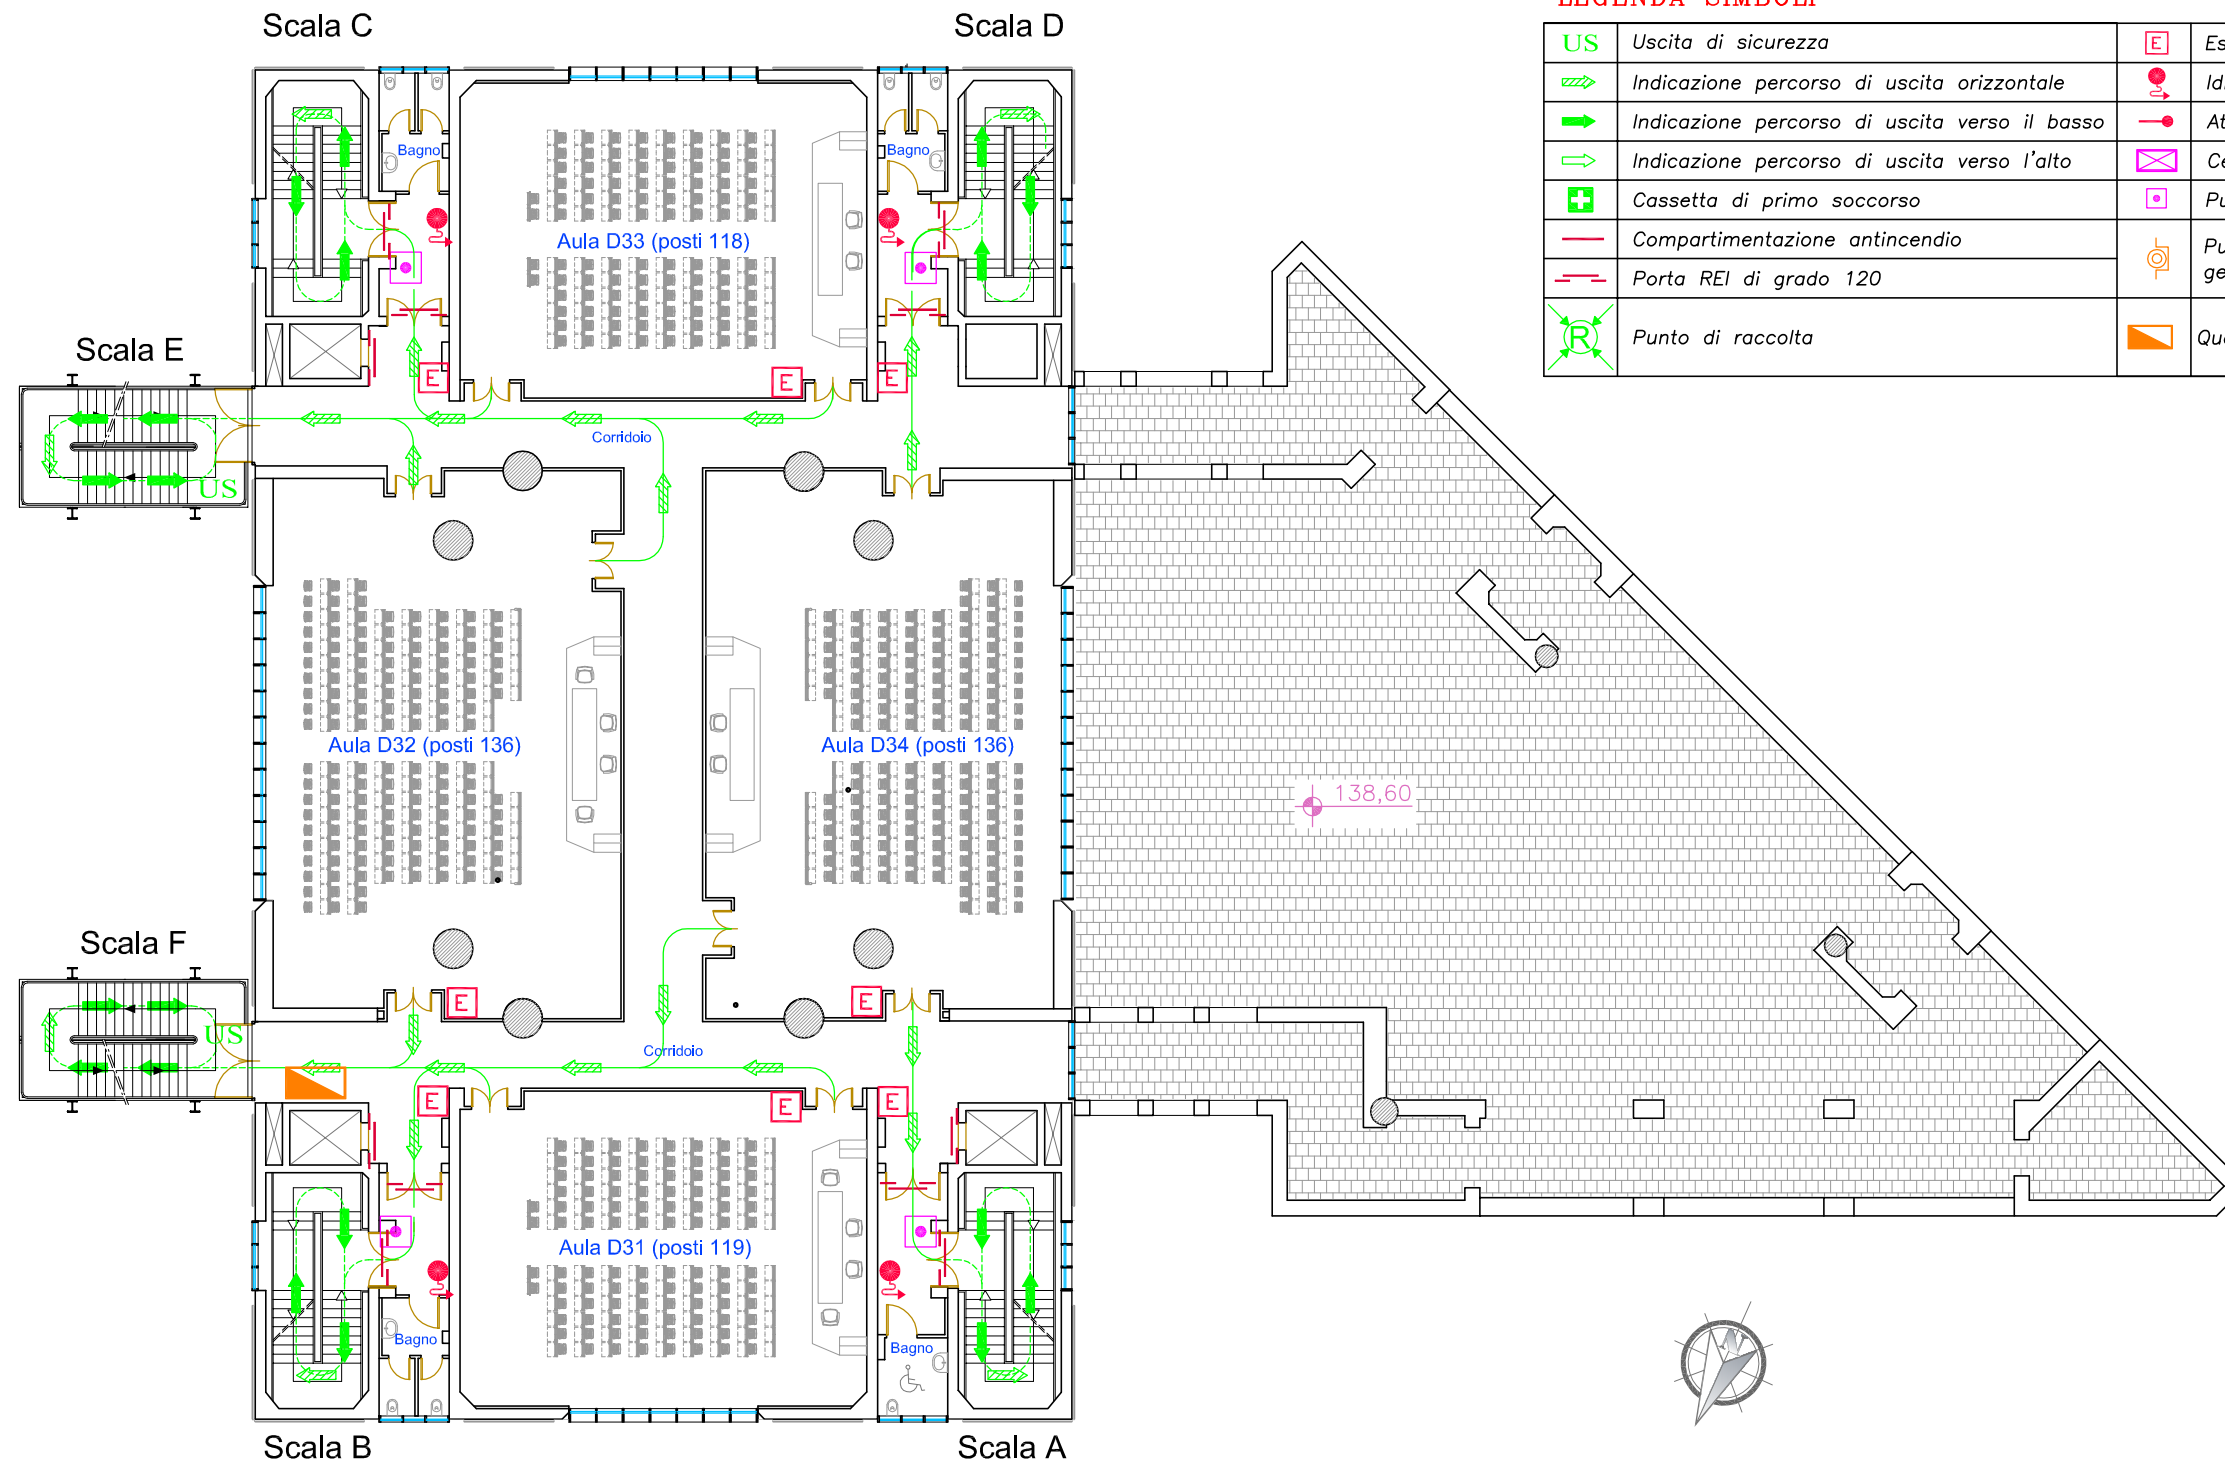 Scala C
Scala D
LEGENDA SIMBOLI
US Uscita di sicurezza
E
Indicazione percorso di uscita orizzontale
Indicazione percorso di uscita verso il basso
Indicazione percorso di uscita verso l'alto
Cassetta di primo soccorso
Compartimentazione antincendio
Porta REI di grado 120
R Punto di raccolta
Bagno
Bagno
Aula D33 (posti 118)
Scala E
E
E
E
Corridoio
US
Aula D32 (posti 136)
Aula D34 (posti 136)
138,60
Scala F
E
E
US
Corridoio
E
E
E
Aula D31 (posti 119)
Bagno
Bagno
N
Scala B
Scala A